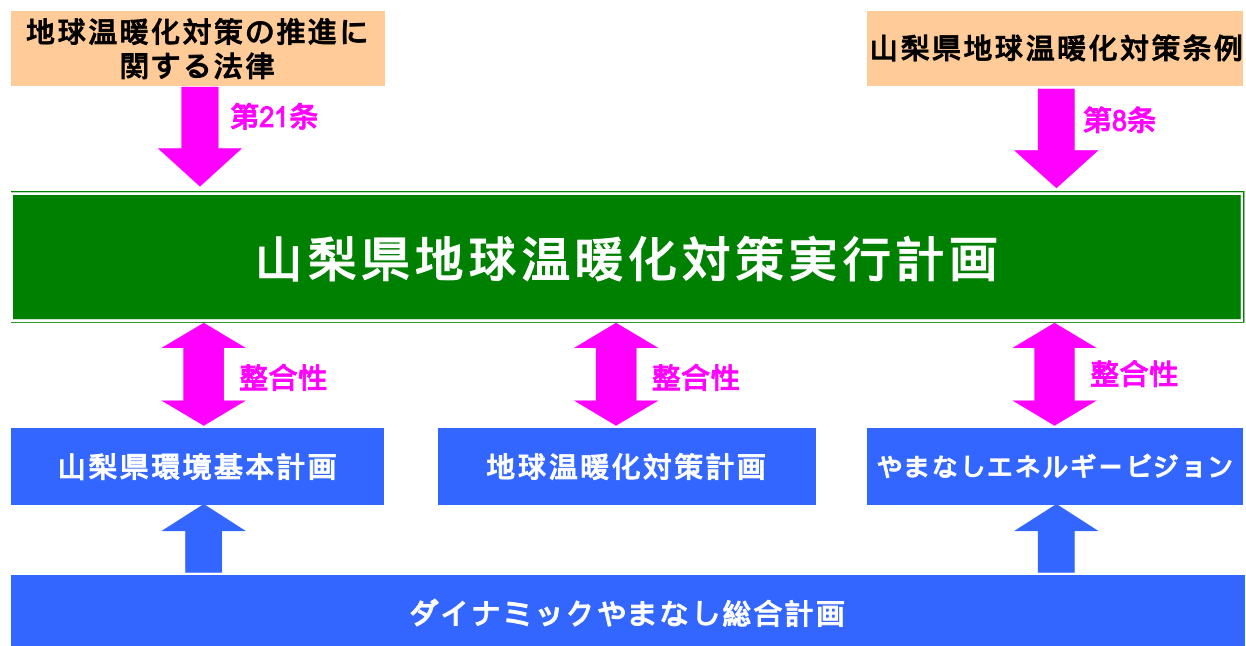 地球温暖化対策の推進に
関する法律
山梨県地球温暖化対策条例
第21条
第8条
山梨県地球温暖化対策実行計画
整合性
整合性
整合性
山梨県環境基本計画
地球温暖化対策計画
やまなしエネルギービジョン
ダイナミックやまなし総合計画